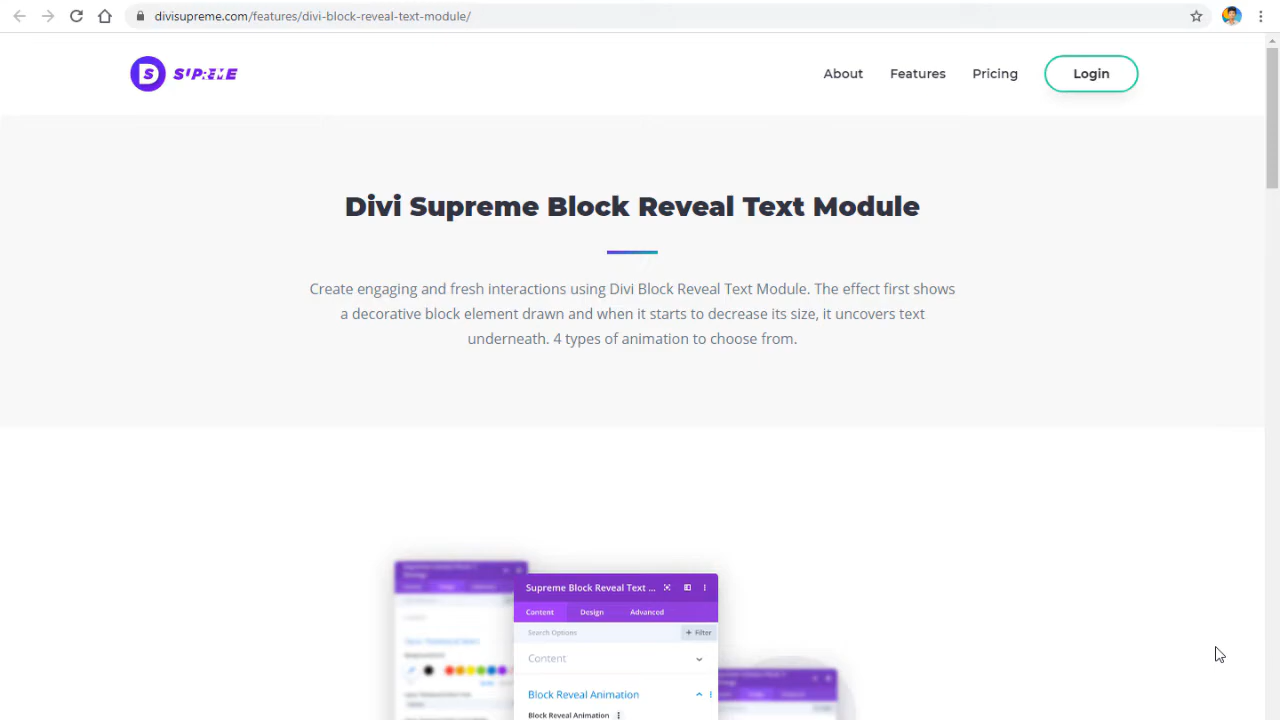 divisupreme.com/features/divi-block-reveal-text-module/
S SUPREME
About Features Pricing Login
Divi Supreme Block Reveal Text Module
Create engaging and fresh interactions using Divi Block Reveal Text Module. The effect first shows
a decorative block element drawn and when it starts to decrease its size, it uncovers text
underneath. 4 types of animation to choose from.
Supreme Block Reveal Text ...
Content Design Advanced
Search Options + Filter
Content
Block Reveal Animation
Block Reveal Animation